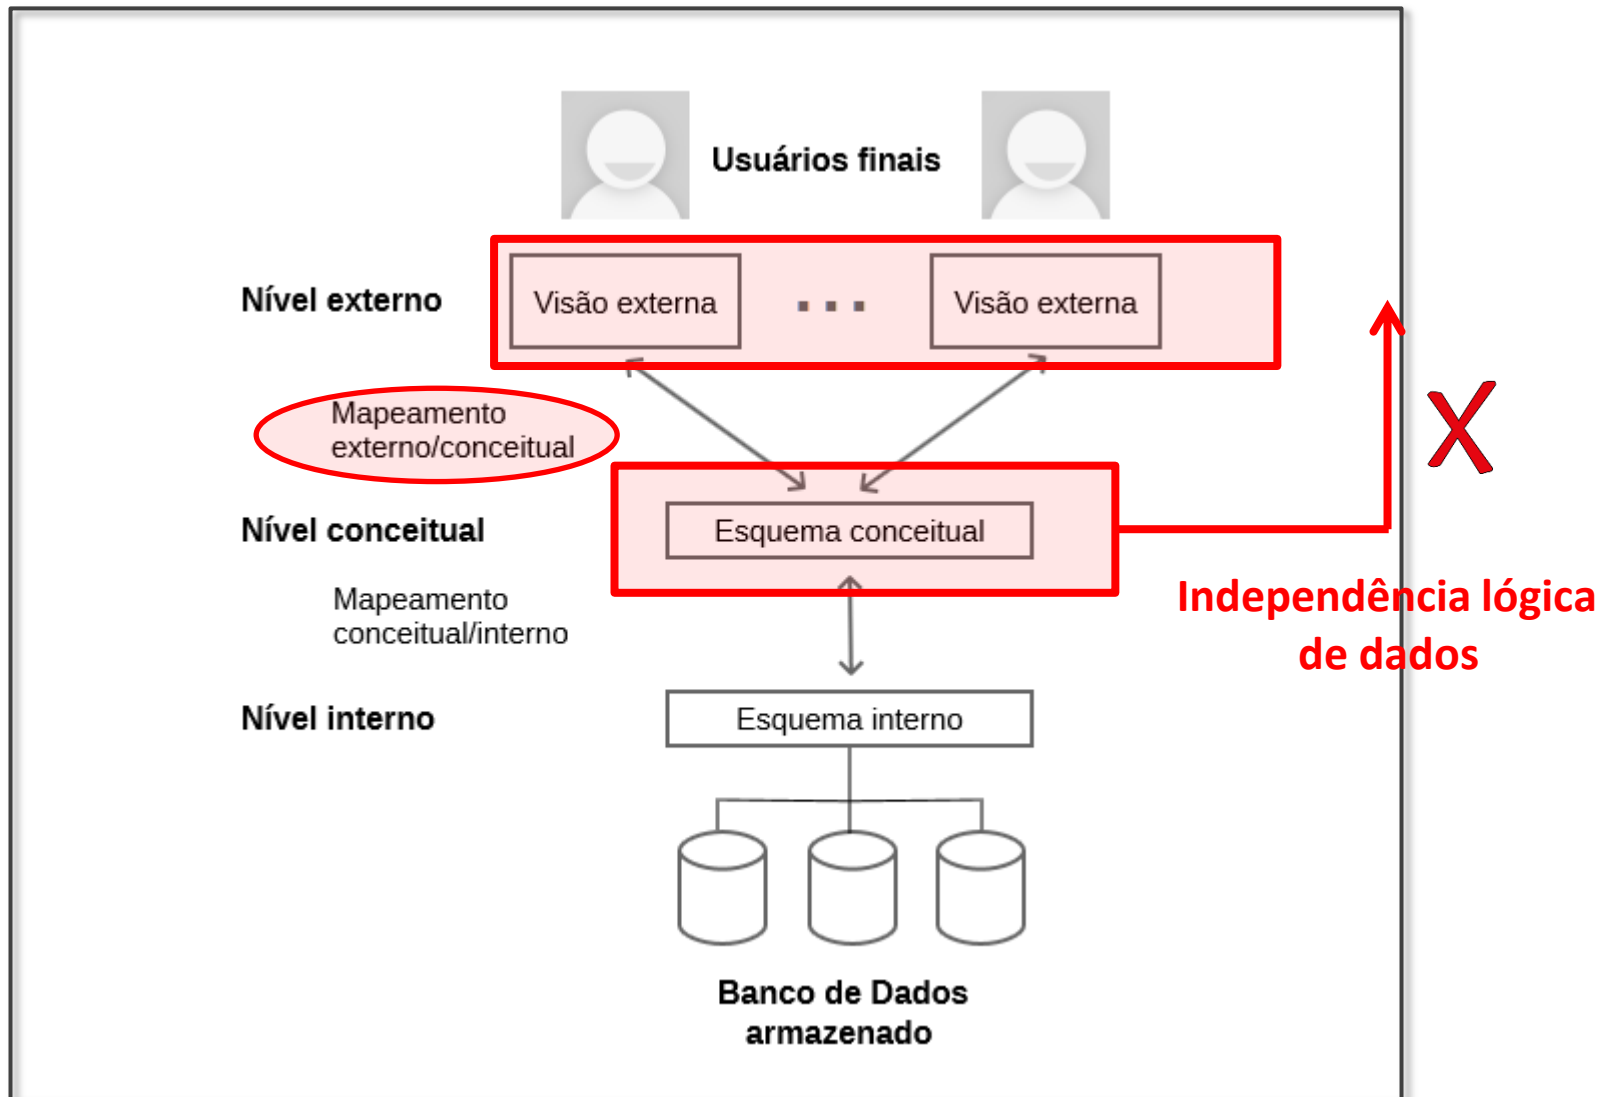 Usuários finais
Nível externo
Visão externa
...
Visão externa
Mapeamento
externo/conceitual
Nível conceitual
Esquema conceitual
Mapeamento
conceitual/interno
Independência lógica
de dados
Nível interno
Esquema interno
Banco de Dados
armazenado